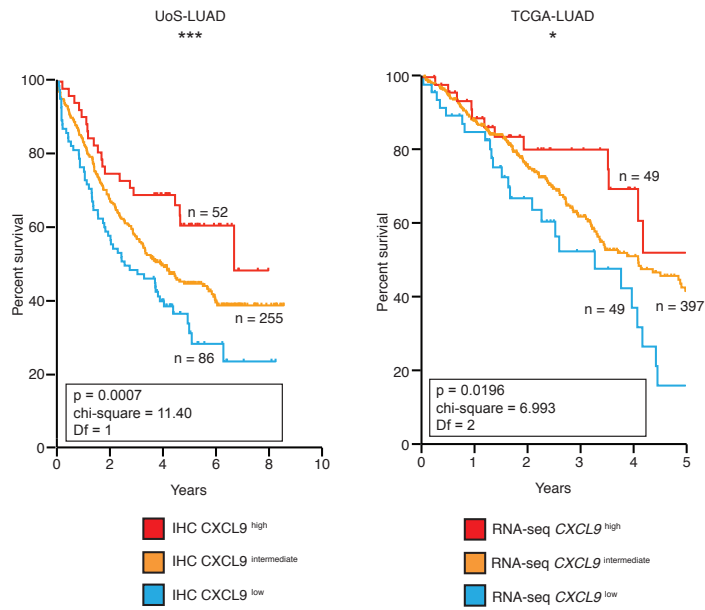 UoS-LUAD
***
100
80
60
40
20
0
Percent survival
n = 52
n = 255
n = 86
p = 0.0007
chi-square = 11.40
Df = 1
0 2 4 6 8 10
Years
IHC CXCL9 high
IHC CXCL9 intermediate
IHC CXCL9 low
TCGA-LUAD
*
100
80
60
40
20
0
Percent survival
n = 49
n = 397
n = 49
p = 0.0196
chi-square = 6.993
Df = 2
0 1 2 3 4 5
Years
RNA-seq CXCL9 high
RNA-seq CXCL9 intermediate
RNA-seq CXCL9 low